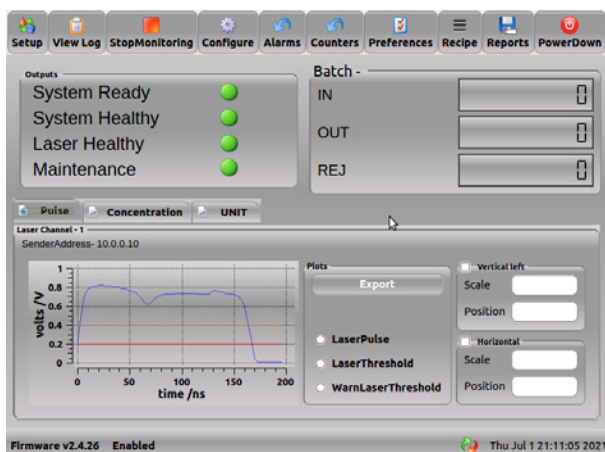 Setup View Log StopMonitoring Configure Alarms Counters Preferences Recipe Reports PowerDown
Outputs
System Ready
System Healthy
Laser Healthy
Maintenance
Batch -
IN 0
OUT 0
REJ 0
Pulse Concentration UNIT
Laser Channel - 1
SenderAddress- 10.0.0.10
volts /V
1
0.8
0.6
0.4
0.2
0
0 50 100 150 200
time /ns
Plots
Export
LaserPulse
LaserThreshold
WarnLaserThreshold
Vertical left
Scale
Position
Horizontal
Scale
Position
Firmware v2.4.26 Enabled
Thu Jul 1 21:11:05 2021